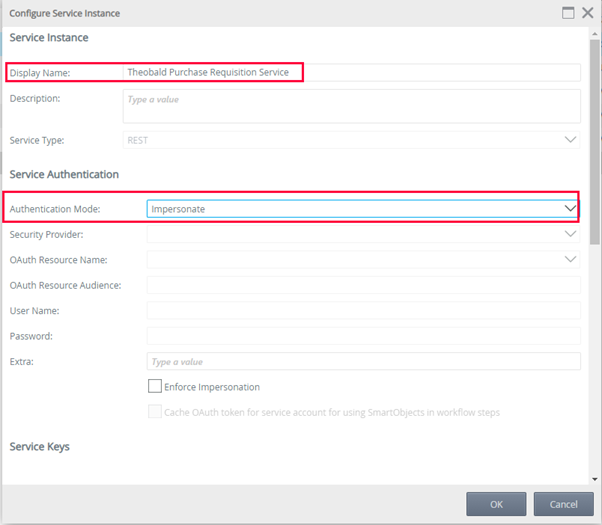 Configure Service Instance
Service Instance
Display Name: Theobald Purchase Requisition Service
Description: Type a value
Service Type: REST
Service Authentication
Authentication Mode: Impersonate
Security Provider:
OAuth Resource Name:
OAuth Resource Audience:
User Name:
Password:
Extra: Type a value
Enforce Impersonation
Cache OAuth token for service account for using SmartObjects in workflow steps
Service Keys
OK Cancel